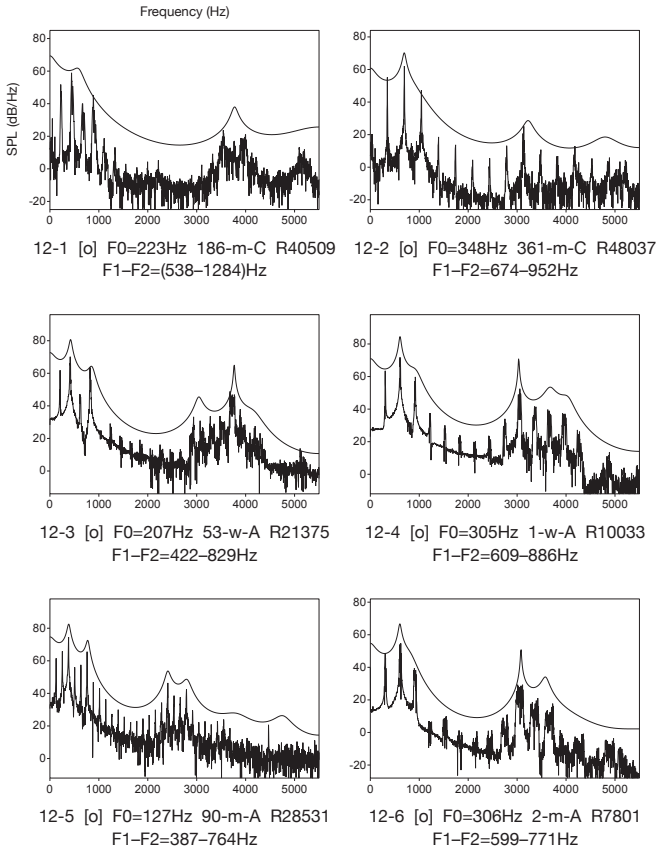 Frequency (Hz)
SPL (dB/Hz)
80
60
40
20
0
-20
0 1000 2000 3000 4000 5000
12-1 [o] F0=223Hz 186-m-C R40509
F1–F2=(538–1284)Hz
80
60
40
20
0
-20
0 1000 2000 3000 4000 5000
12-2 [o] F0=348Hz 361-m-C R48037
F1–F2=674–952Hz
80
60
40
20
0
0 1000 2000 3000 4000 5000
12-3 [o] F0=207Hz 53-w-A R21375
F1–F2=422–829Hz
80
60
40
20
0
0 1000 2000 3000 4000 5000
12-4 [o] F0=305Hz 1-w-A R10033
F1–F2=609–886Hz
80
60
40
20
0
0 1000 2000 3000 4000 5000
12-5 [o] F0=127Hz 90-m-A R28531
F1–F2=387–764Hz
80
60
40
20
0
-20
0 1000 2000 3000 4000 5000
12-6 [o] F0=306Hz 2-m-A R7801
F1–F2=599–771Hz